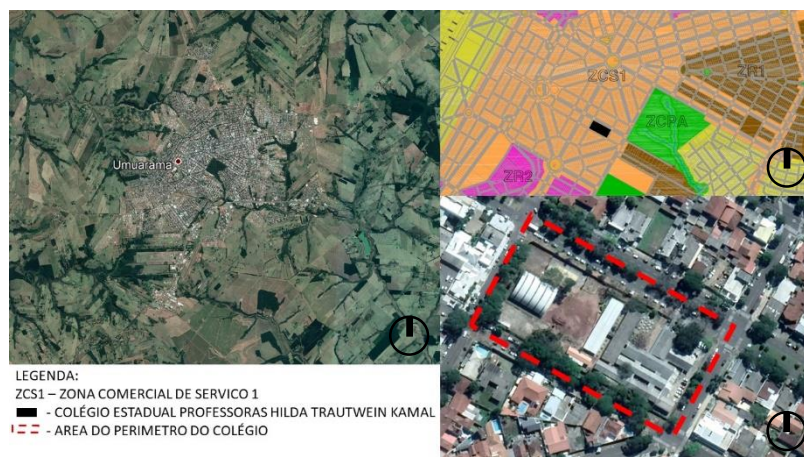 Umuarama
ZCS1
ZR1
ZCPA
ZR2
LEGENDA:
ZCS1 – ZONA COMERCIAL DE SERVICO 1
- COLÉGIO ESTADUAL PROFESSORAS HILDA TRAUTWEIN KAMAL
- AREA DO PERIMETRO DO COLÉGIO